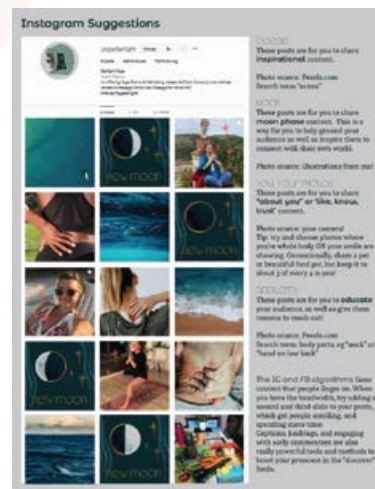 Instagram Suggestions
OCEAN
These posts are for you to share
inspirational content.
Photo source: Pexels.com
Search term "ocean"
MOON
These posts are for you to share
moon phase content. This is a
way for you to help ground your
audience as well as inspire them to
connect with their own world.
Photo source: illustrations from me!
YOU, YOUR PHOTOS
These posts are for you to share
"about you" or "like, know,
trust" content.
Photo source: your camera!
Tip: try and choose photos where
you're whole body OR your smile are
showing. Occasionally, share a pet
or beautiful food pic, but keep it to
about 3 of every 4 is you!
ANATOMY
These posts are for you to educate
your audience, as well as give them
reasons to reach out!
Photo source: Pexels.com
Search term: body parts, eg "neck" or
"hand on low back"
The IG and FB algorithms favor
content that people linger on. When
you have the bandwidth, try adding a
second and third slide to your posts,
which get people scrolling, and
spending more time.
Captions, hashtags, and engaging
with early commenters are also
really powerful tools and methods to
boost your presence in the "discover"
feeds.
new moon
new moon
new moon
new moon
new moon